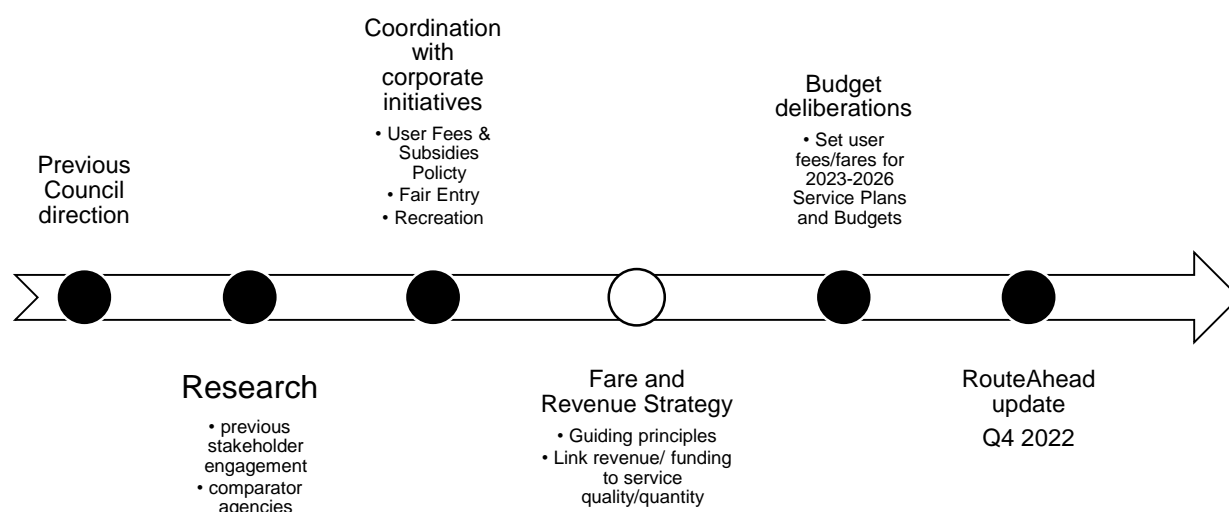 Previous
Council
direction
Research
• previous
stakeholder
engagement
• comparator
agencies
Coordination
with
corporate
initiatives
• User Fees &
Subsidies
Policty
• Fair Entry
• Recreation
Fare and
Revenue Strategy
• Guiding principles
• Link revenue/ funding
to service
quality/quantity
Budget
deliberations
• Set user
fees/fares for
2023-2026
Service Plans
and Budgets
RouteAhead
update
Q4 2022